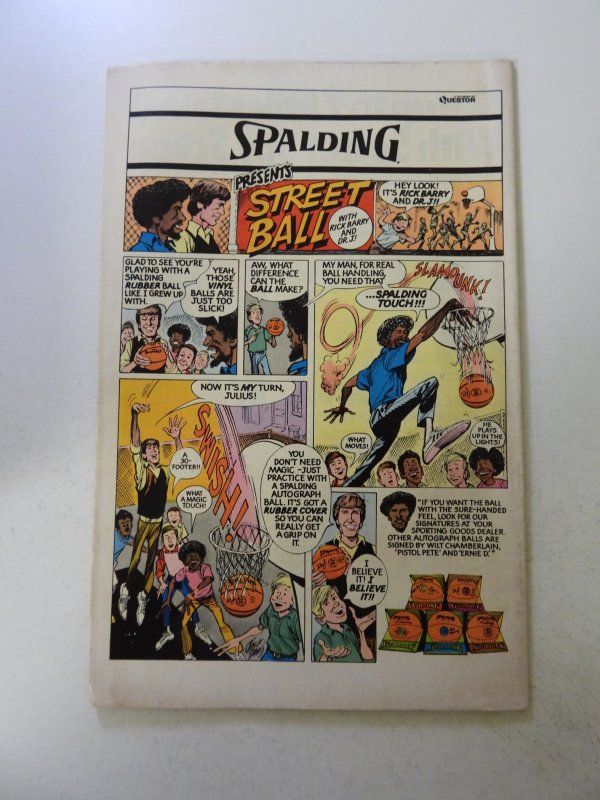 QUESTOR
SPALDING
PRESENTS
STREET
BALL
WITH
RICK BARRY
AND
DR. J!
HEY LOOK!
IT'S RICK BARRY
AND DR. J!!
GLAD TO SEE YOU'RE
PLAYING WITH A
SPALDING
RUBBER BALL
LIKE I GREW UP
WITH.
YEAH,
THOSE
VINYL
BALLS ARE
JUST TOO
SLICK!
AW, WHAT
DIFFERENCE
CAN THE
BALL MAKE?
MY MAN, FOR REAL
BALL HANDLING,
YOU NEED THAT
...SPALDING
TOUCH!!!
SLAMDUNK!
WHAT
MOVES!
HE
PLAYS
UP IN THE
LIGHTS!
NOW IT'S MY TURN,
JULIUS!
A
30-
FOOTER!!
WHAT
A MAGIC
TOUCH!
SWISH!
YOU
DON'T NEED
MAGIC -JUST
PRACTICE WITH
A SPALDING
AUTOGRAPH
BALL. IT'S GOT A
RUBBER COVER
SO YOU CAN
REALLY GET
A GRIP ON
IT.
I
BELIEVE
IT! I
BELIEVE
IT!!
"IF YOU WANT THE BALL
WITH THE SURE-HANDED
FEEL, LOOK FOR OUR
SIGNATURES AT YOUR
SPORTING GOODS DEALER
OTHER AUTOGRAPH BALLS ARE
SIGNED BY WILT CHAMBERLAIN,
'PISTOL PETE' AND 'ERNIE D.'"